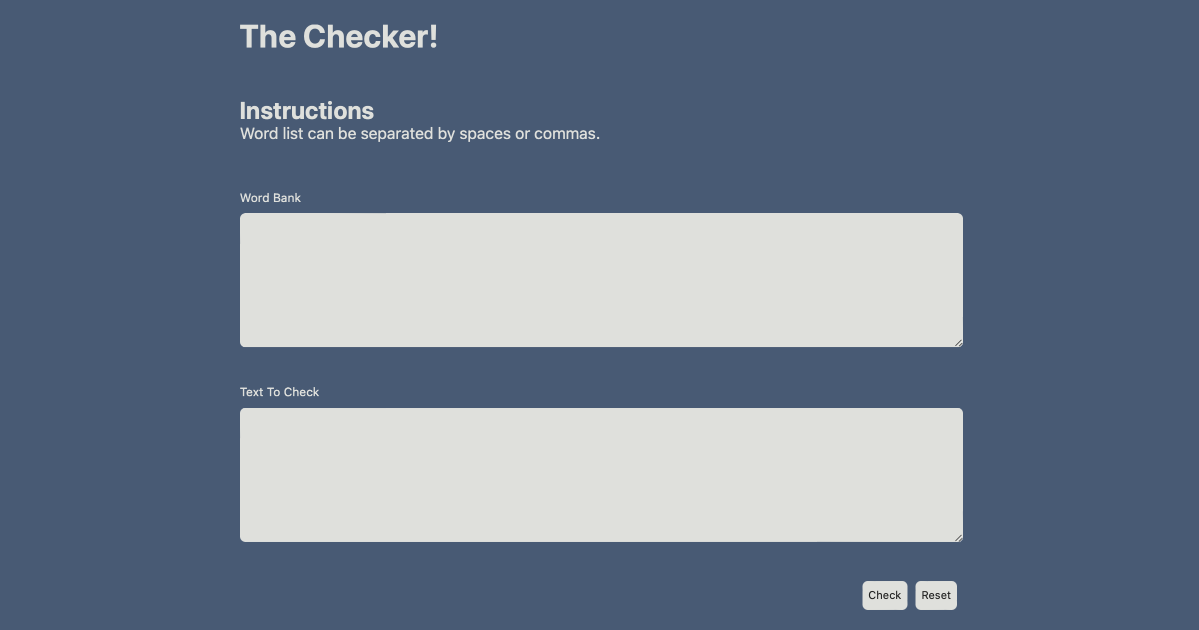 The Checker!
Instructions
Word list can be separated by spaces or commas.
Word Bank
Text To Check
Check Reset